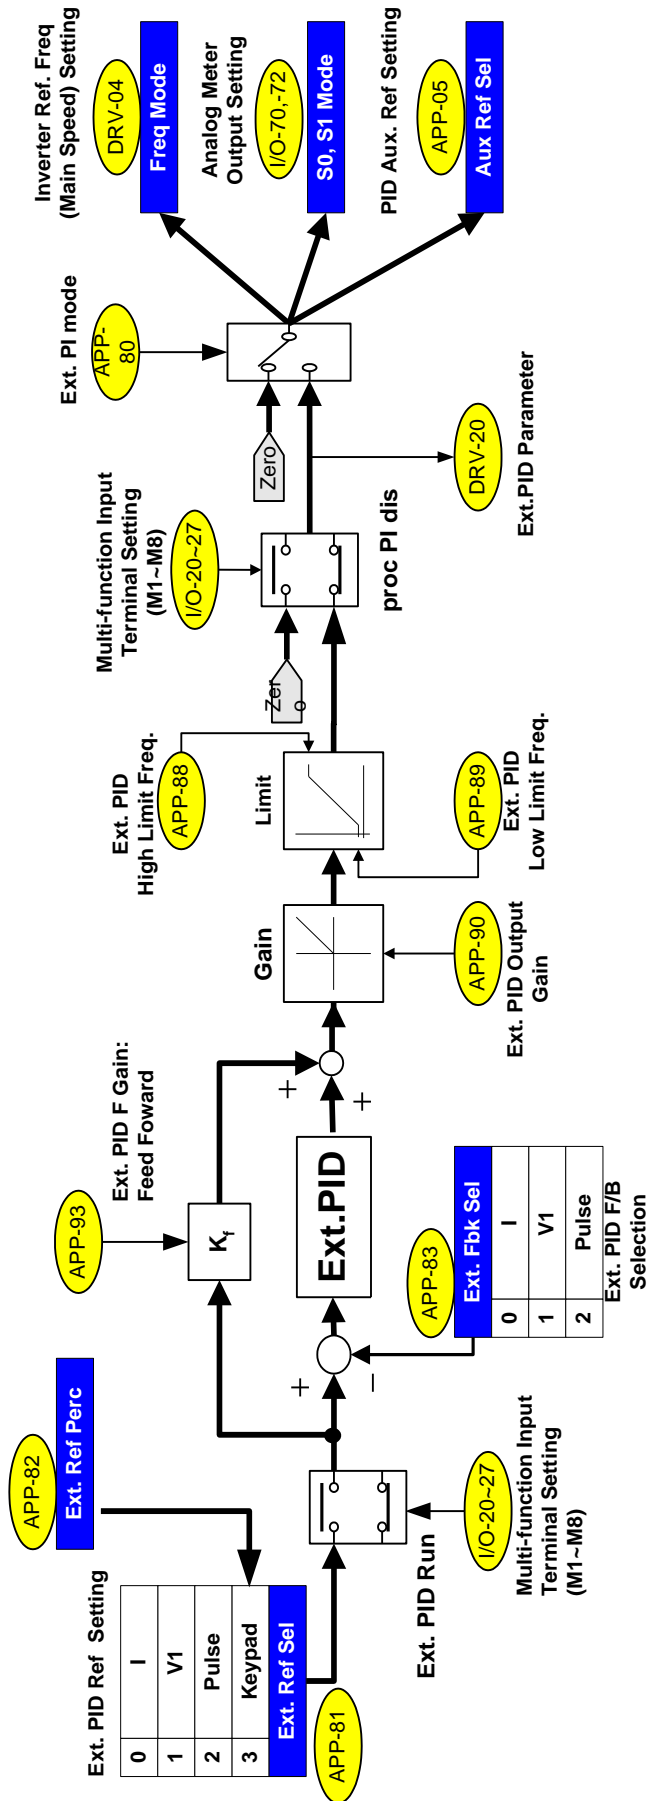 Ext. PID Ref Setting
0 I
1 V1
2 Pulse
3 Keypad
Ext. Ref Sel
APP-81
APP-82
Ext. Ref Perc
Ext. PID Run
I/O-20~27
Multi-function Input
Terminal Setting
(M1~M8)
+
−
APP-83
Ext. Fbk Sel
0 I
1 V1
2 Pulse
Ext. PID F/B
Selection
Ext.PID
APP-93
Ext. PID F Gain:
Feed Foward
Kf
+
+
Gain
APP-90
Ext. PID Output
Gain
Ext. PID
High Limit Freq.
APP-88
Limit
APP-89
Ext. PID
Low Limit Freq.
Zero
Multi-function Input
Terminal Setting
(M1~M8)
I/O-20~27
proc PI dis
Zero
DRV-20
Ext.PID Parameter
Ext. PI mode
APP-
80
Inverter Ref. Freq
(Main Speed) Setting
DRV-04
Freq Mode
Analog Meter
Output Setting
I/O-70,-72
S0, S1 Mode
PID Aux. Ref Setting
APP-05
Aux Ref Sel